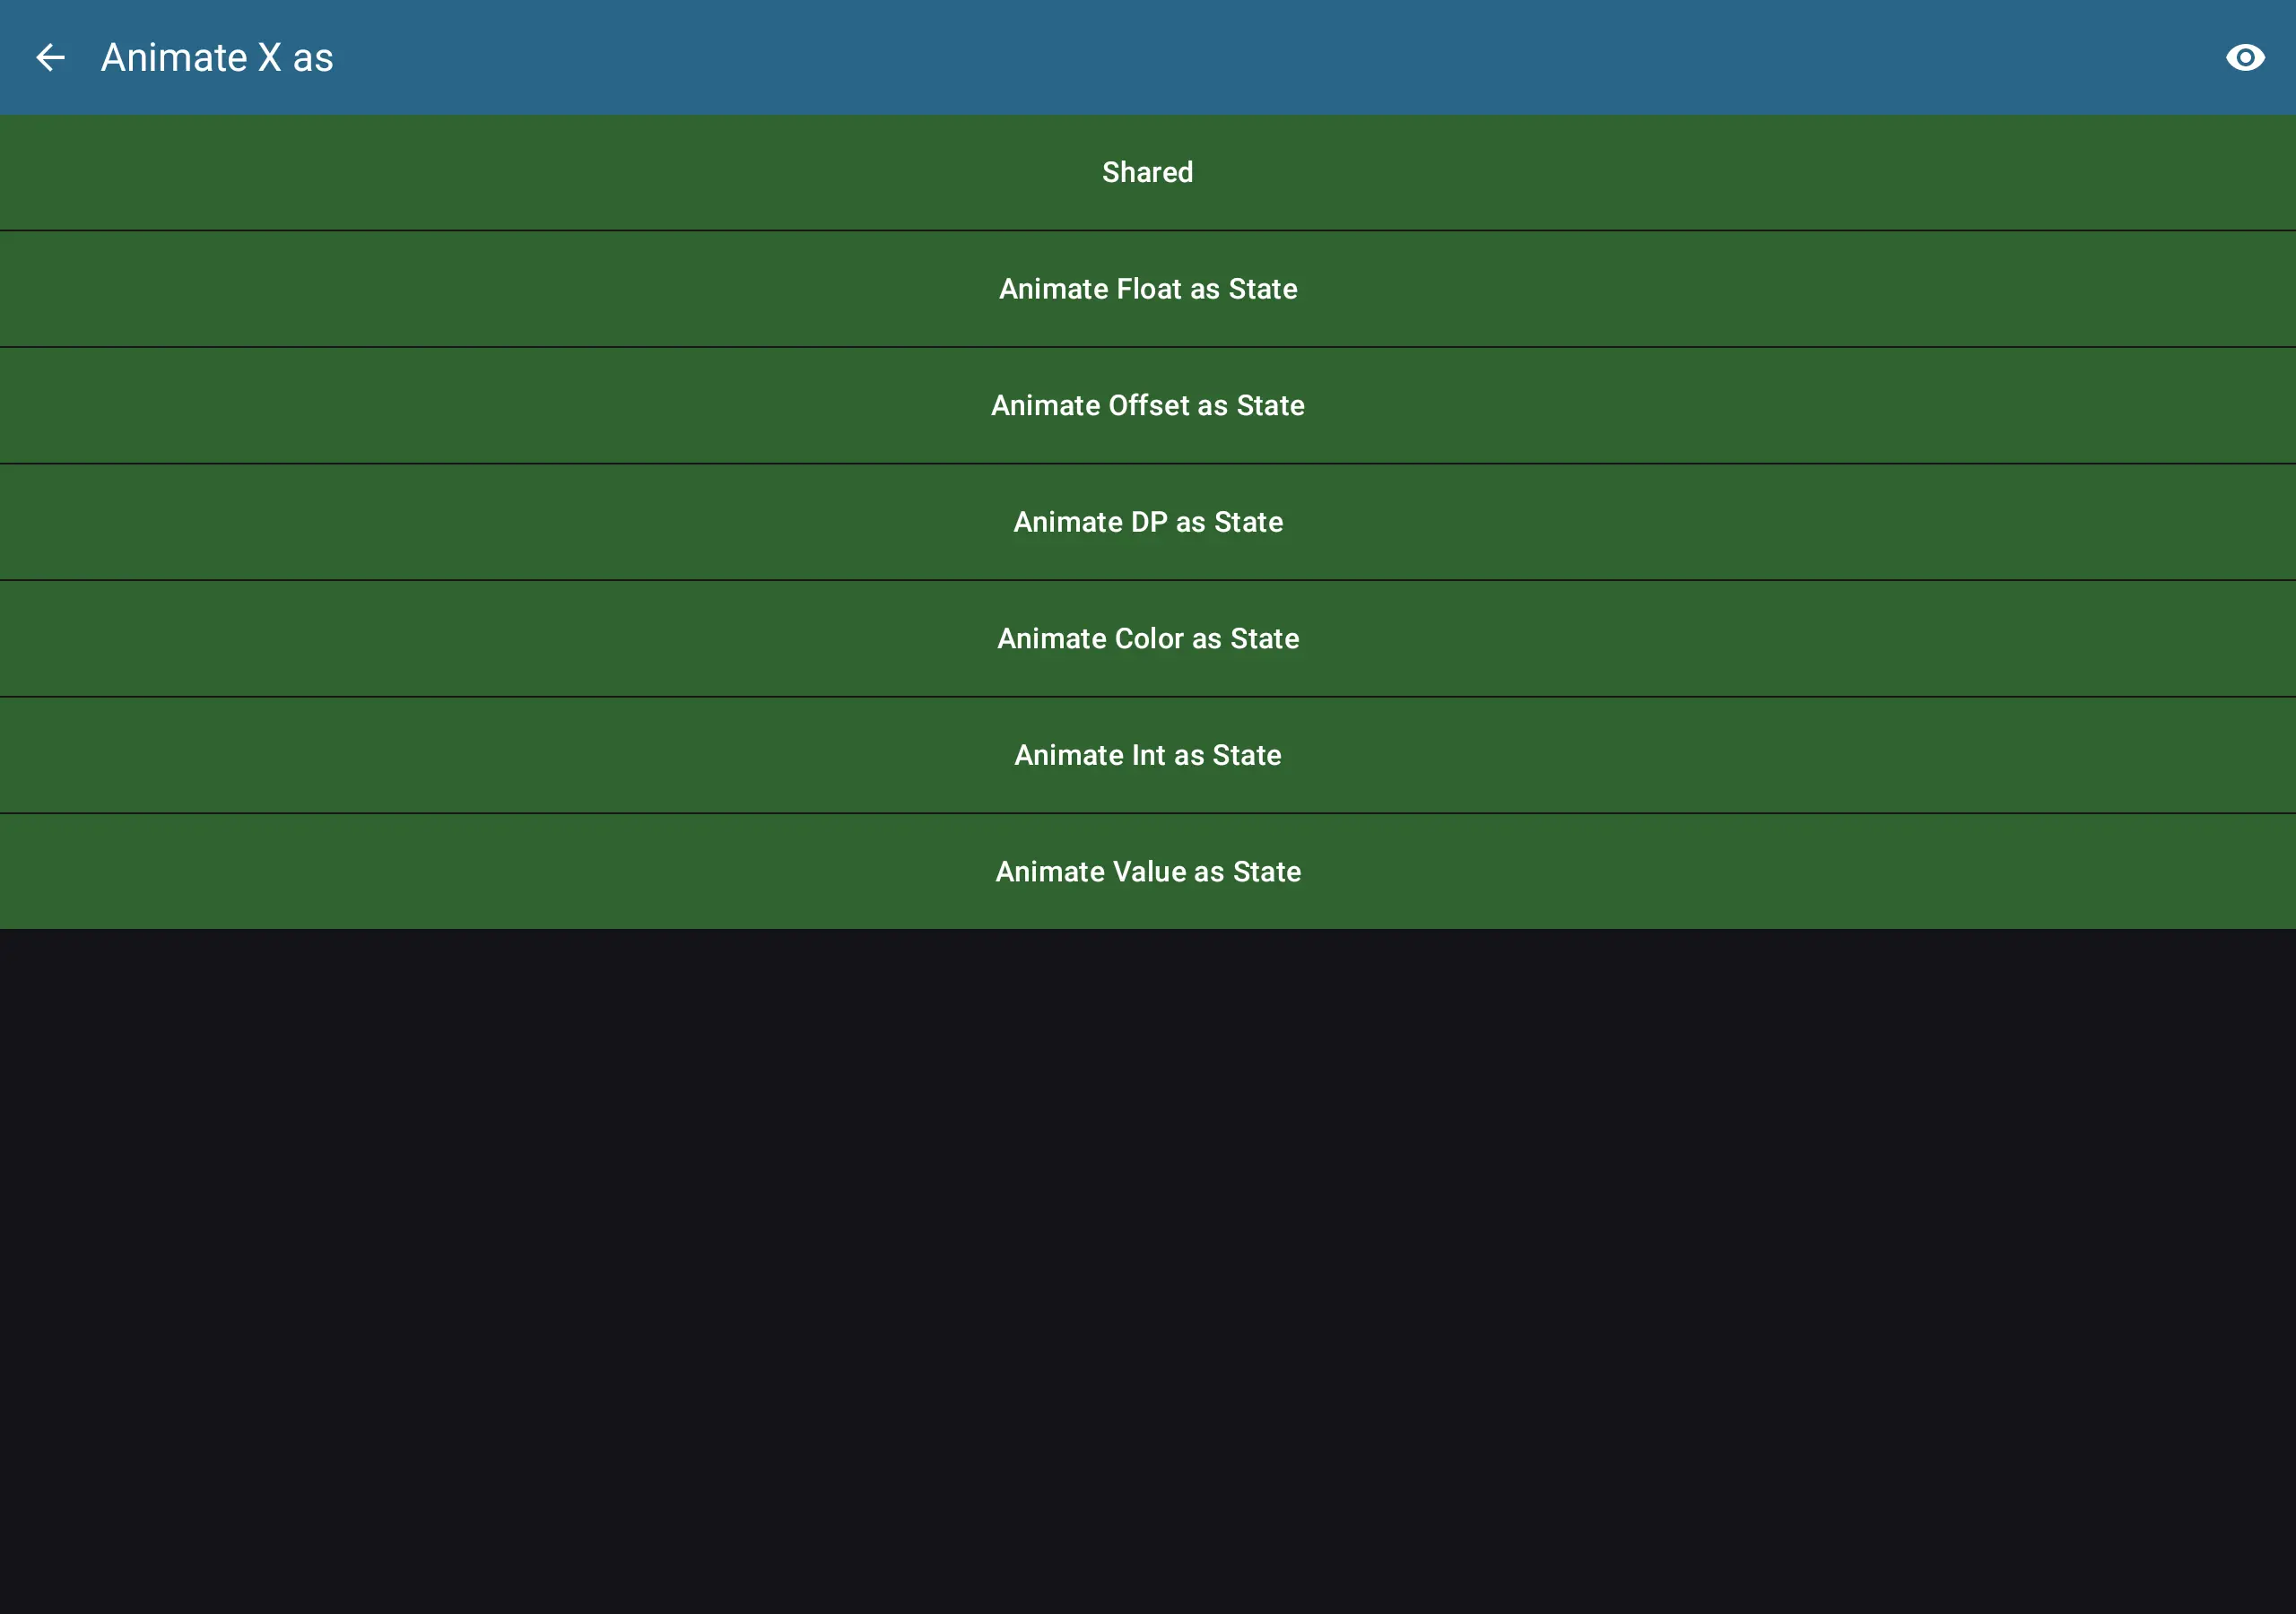 Animate X as
Shared
Animate Float as State
Animate Offset as State
Animate DP as State
Animate Color as State
Animate Int as State
Animate Value as State